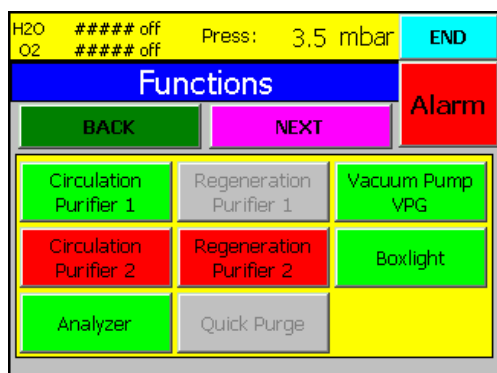 H2O ##### off
O2 ##### off
Press: 3.5 mbar
END
Functions
Alarm
BACK
NEXT
Circulation
Purifier 1
Regeneration
Purifier 1
Vacuum Pump
VPG
Circulation
Purifier 2
Regeneration
Purifier 2
Boxlight
Analyzer
Quick Purge